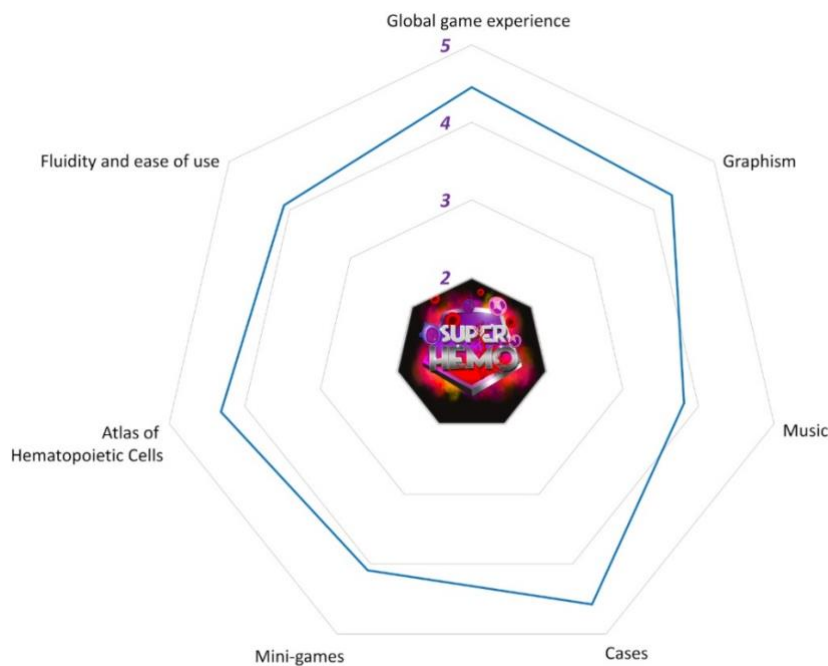 Global game experience
5
4
Fluidity and ease of use
Graphism
3
2
SUPER
HEMO
Atlas of
Hematopoietic Cells
Music
Mini-games
Cases